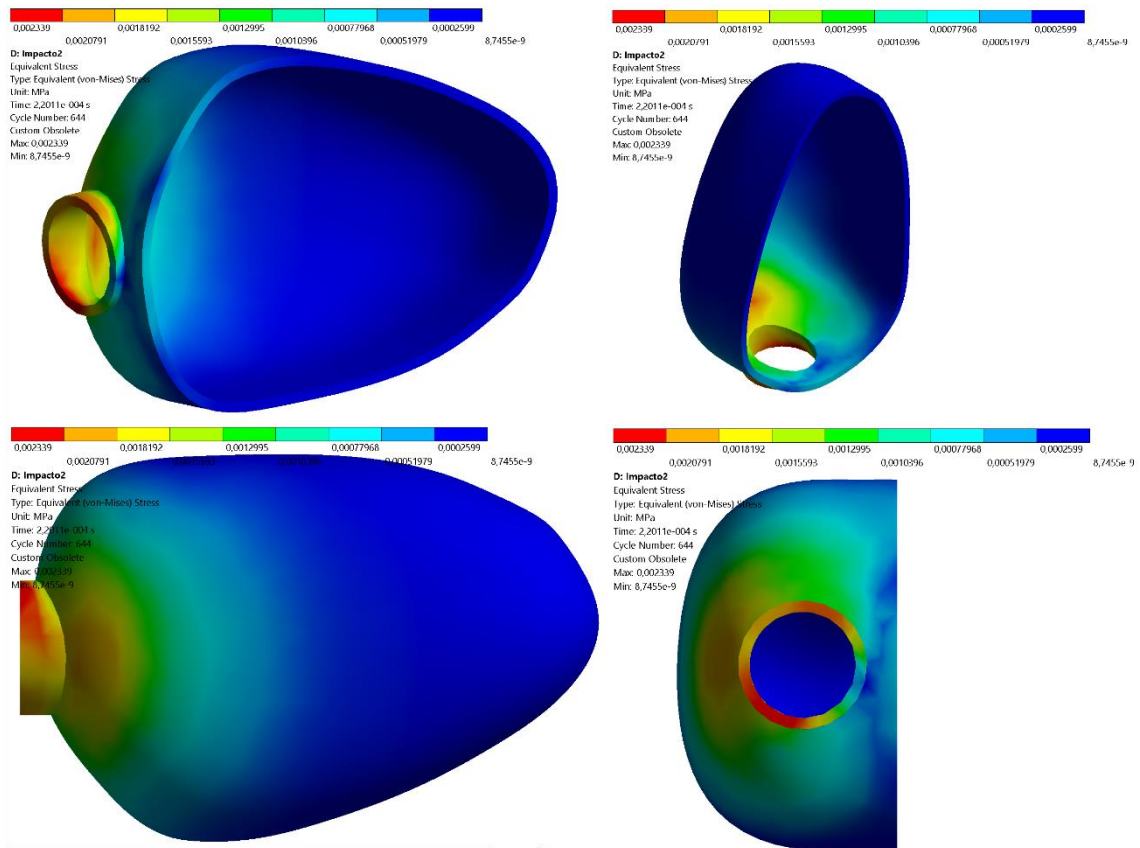 0,002339 0,0018192 0,0012995 0,00077968 0,0002599
0,0020791 0,0015593 0,0010396 0,00051979 8,7455e-9
D: Impacto2
Equivalent Stress
Type: Equivalent (von-Mises) Stress
Unit: MPa
Time: 2,2011e-004 s
Cycle Number: 644
Custom Obsolete
Max: 0,002339
Min: 8,7455e-9
0,002339 0,0018192 0,0012995 0,00077968 0,0002599
0,0020791 0,0015593 0,0010396 0,00051979 8,7455e-9
D: Impacto2
Equivalent Stress
Type: Equivalent (von-Mises) Stress
Unit: MPa
Time: 2,2011e-004 s
Cycle Number: 644
Custom Obsolete
Max: 0,002339
Min: 8,7455e-9
0,002339 0,0018192 0,0012995 0,00077968 0,0002599
0,0020791 0,0015593 0,0010396 0,00051979 8,7455e-9
D: Impacto2
Equivalent Stress
Type: Equivalent (von-Mises) Stress
Unit: MPa
Time: 2,2011e-004 s
Cycle Number: 644
Custom Obsolete
Max: 0,002339
Min: 8,7455e-9
0,002339 0,0018192 0,0012995 0,00077968 0,0002599
0,0020791 0,0015593 0,0010396 0,00051979 8,7455e-9
D: Impacto2
Equivalent Stress
Type: Equivalent (von-Mises) Stress
Unit: MPa
Time: 2,2011e-004 s
Cycle Number: 644
Custom Obsolete
Max: 0,002339
Min: 8,7455e-9